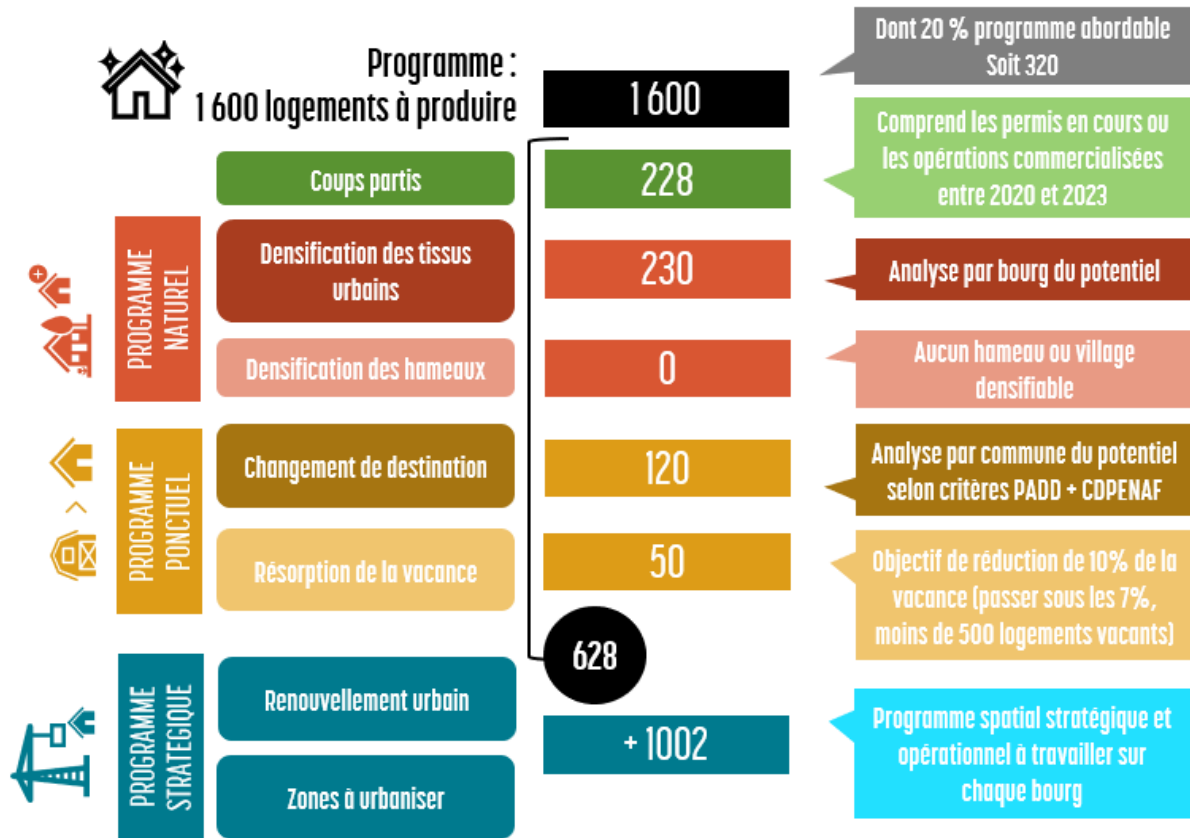 Programme :
1 600 logements à produire
1 600
Dont 20 % programme abordable
Soit 320
Coups partis
228
Comprend les permis en cours ou
les opérations commercialisées
entre 2020 et 2023
PROGRAMME
NATUREL
Densification des tissus
urbains
230
Analyse par bourg du potentiel
Densification des hameaux
0
Aucun hameau ou village
densifiable
PROGRAMME
PONCTUEL
Changement de destination
120
Analyse par commune du potentiel
selon critères PADD + CDPENAF
Résorption de la vacance
50
Objectif de réduction de 10% de la
vacance (passer sous les 7%,
moins de 500 logements vacants)
628
PROGRAMME
STRATEGIQUE
Renouvellement urbain
Zones à urbaniser
+ 1002
Programme spatial stratégique et
opérationnel à travailler sur
chaque bourg